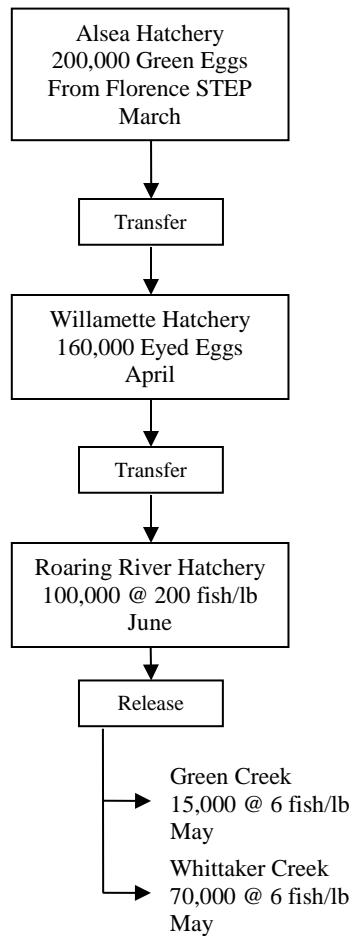 Alsea Hatchery
200,000 Green Eggs
From Florence STEP
March
Transfer
Willamette Hatchery
160,000 Eyed Eggs
April
Transfer
Roaring River Hatchery
100,000 @ 200 fish/lb
June
Release
Green Creek
15,000 @ 6 fish/lb
May
Whittaker Creek
70,000 @ 6 fish/lb
May